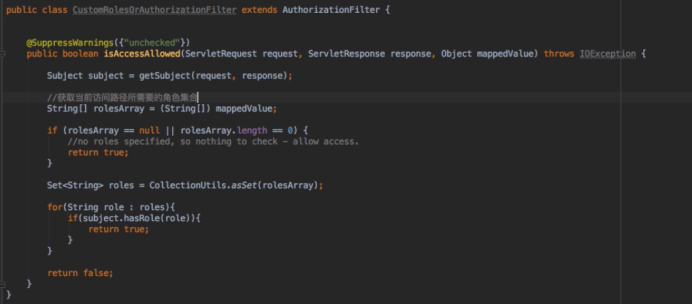 public class CustomRolesOrAuthorizationFilter extends AuthorizationFilter {
@SuppressWarnings({"unchecked"})
public boolean isAccessAllowed(ServletRequest request, ServletResponse response, Object mappedValue) throws IOException {
Subject subject = getSubject(request, response);
//获取当前访问路径所需要的角色集合
String[] rolesArray = (String[]) mappedValue;
if (rolesArray == null || rolesArray.length == 0) {
//no roles specified, so nothing to check – allow access.
return true;
}
Set<String> roles = CollectionUtils.asSet(rolesArray);
for(String role : roles){
if(subject.hasRole(role)){
return true;
}
}
return false;
}
}